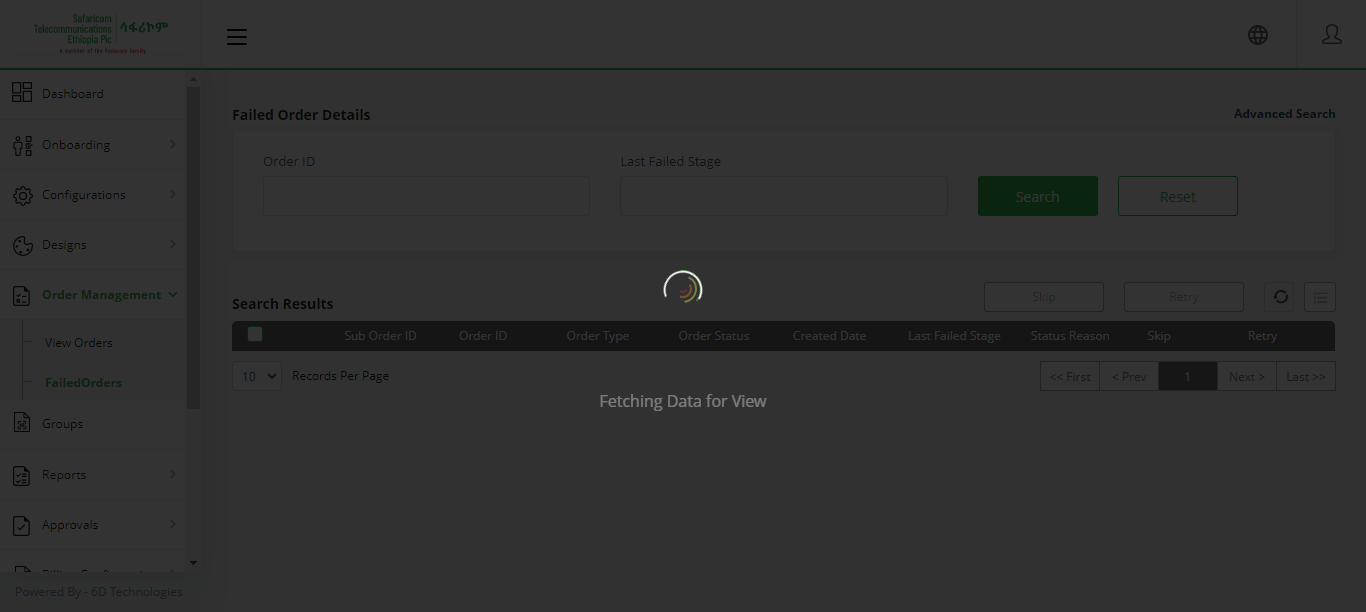 Safaricom
Telecommunications
Ethiopia Plc
ሳፋሪኮም
A member of the Vodacom family
Dashboard
Onboarding
Configurations
Designs
Order Management
View Orders
FailedOrders
Groups
Reports
Approvals
Powered By - 6D Technologies
Failed Order Details
Advanced Search
Order ID
Last Failed Stage
Search
Reset
Search Results
Skip
Retry
Sub Order ID Order ID Order Type Order Status Created Date Last Failed Stage Status Reason Skip Retry
10 Records Per Page
<< First < Prev 1 Next > Last >>
Fetching Data for View